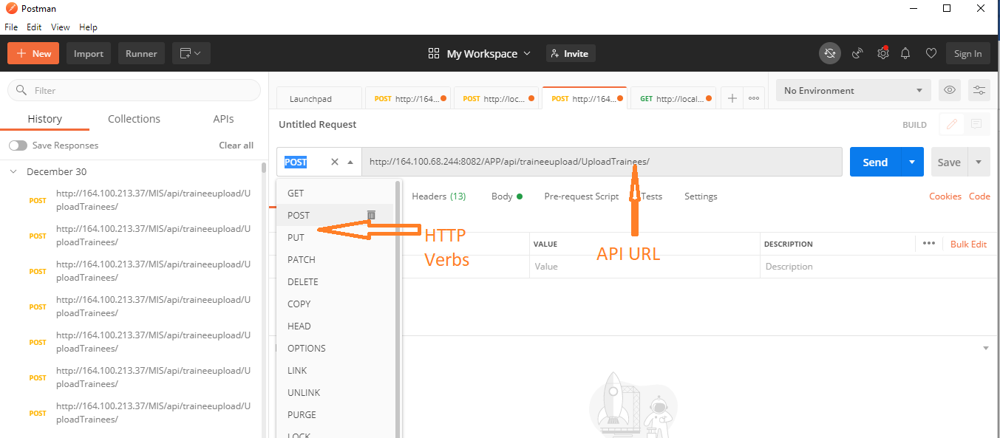 Postman
File Edit View Help
New Import Runner My Workspace Invite Sign In
Filter
History Collections APIs
Save Responses Clear all
December 30
POST http://164.100.213.37/MIS/api/traineeupload/U
ploadTrainees/
POST http://164.100.213.37/MIS/api/traineeupload/U
ploadTrainees/
POST http://164.100.213.37/MIS/api/traineeupload/U
ploadTrainees/
POST http://164.100.213.37/MIS/api/traineeupload/U
ploadTrainees/
POST http://164.100.213.37/MIS/api/traineeupload/U
ploadTrainees/
POST http://164.100.213.37/MIS/api/traineeupload/U
ploadTrainees/
POST http://164.100.213.37/MIS/api/traineeupload/U
ploadTrainees/
Launchpad POST http://164... POST http://loc... POST http://164... GET http://local... No Environment
Untitled Request BUILD
POST http://164.100.68.244:8082/APP/api/traineeupload/UploadTrainees/ Send Save
Headers (13) Body Pre-request Script Tests Settings Cookies Code
GET
POST
PUT
PATCH
DELETE
COPY
HEAD
OPTIONS
LINK
UNLINK
PURGE
LOCK
HTTP
Verbs
API URL
VALUE DESCRIPTION Bulk Edit
Value Description